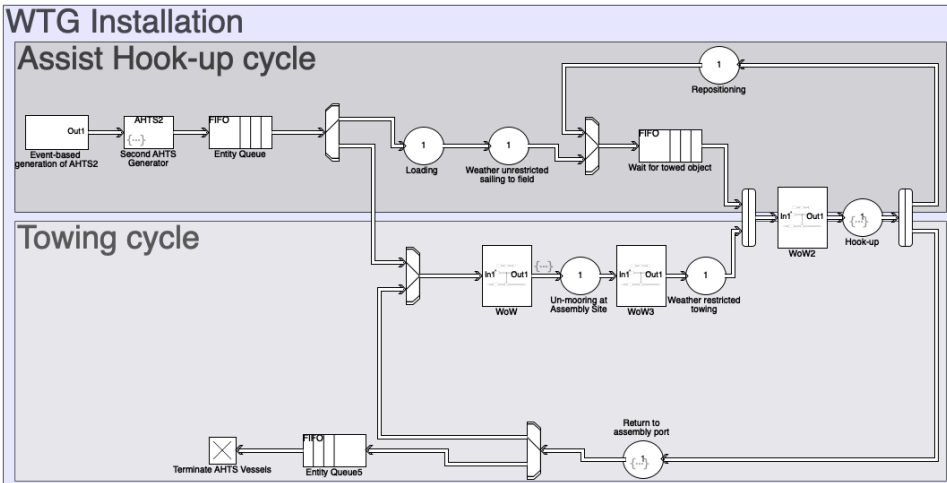 WTG Installation
Assist Hook-up cycle
1
Repositioning
Out1
Event-based
generation of AHTS2
AHTS2
{...}
Second AHTS
Generator
FIFO
Entity Queue
1
Loading
1
Weather unrestricted
sailing to field
FIFO
Wait for towed object
In1
Out1
WoW2
1
{...}
Hook-up
Towing cycle
In1
Out1
WoW
{...}
1
Un-mooring at
Assembly Site
In1
Out1
WoW3
1
Weather restricted
towing
Return to
assembly port
1
{...}
FIFO
Entity Queue5
Terminate AHTS Vessels